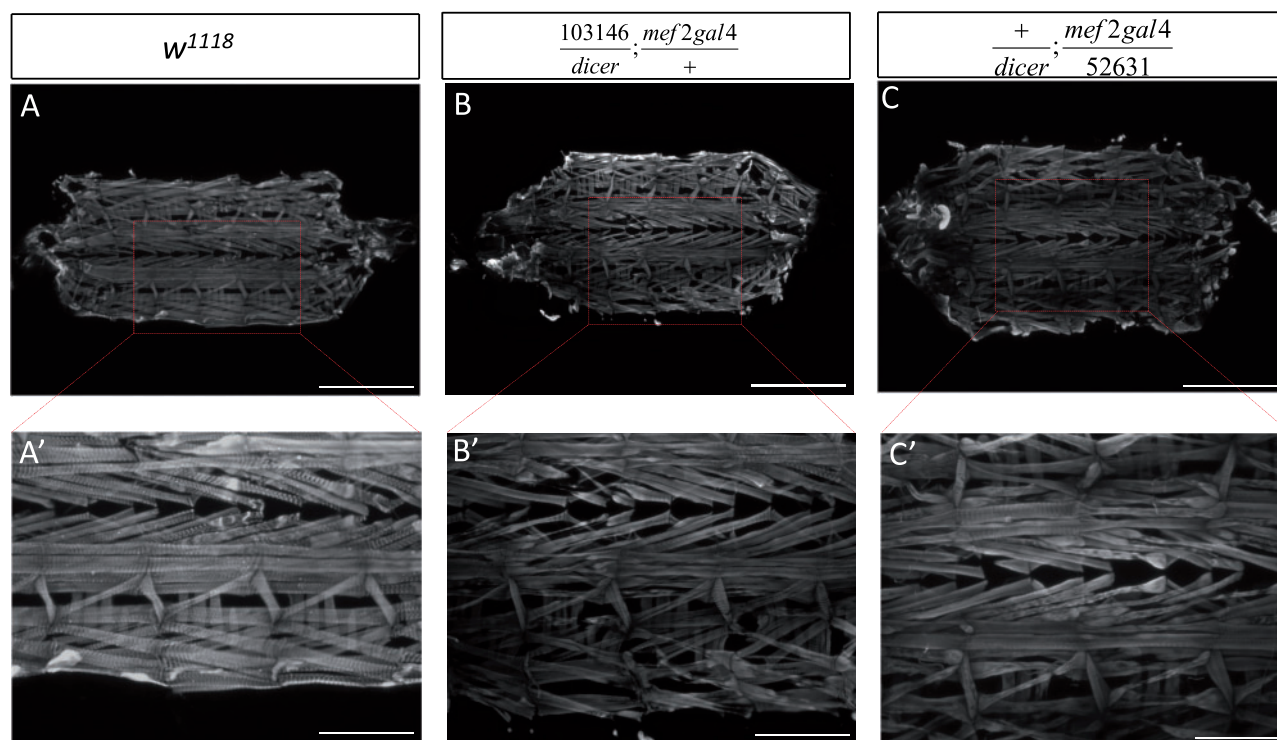 w1118
103146/dicer ; mef2gal4/+
+/dicer ; mef2gal4/52631
A
B
C
A'
B'
C'